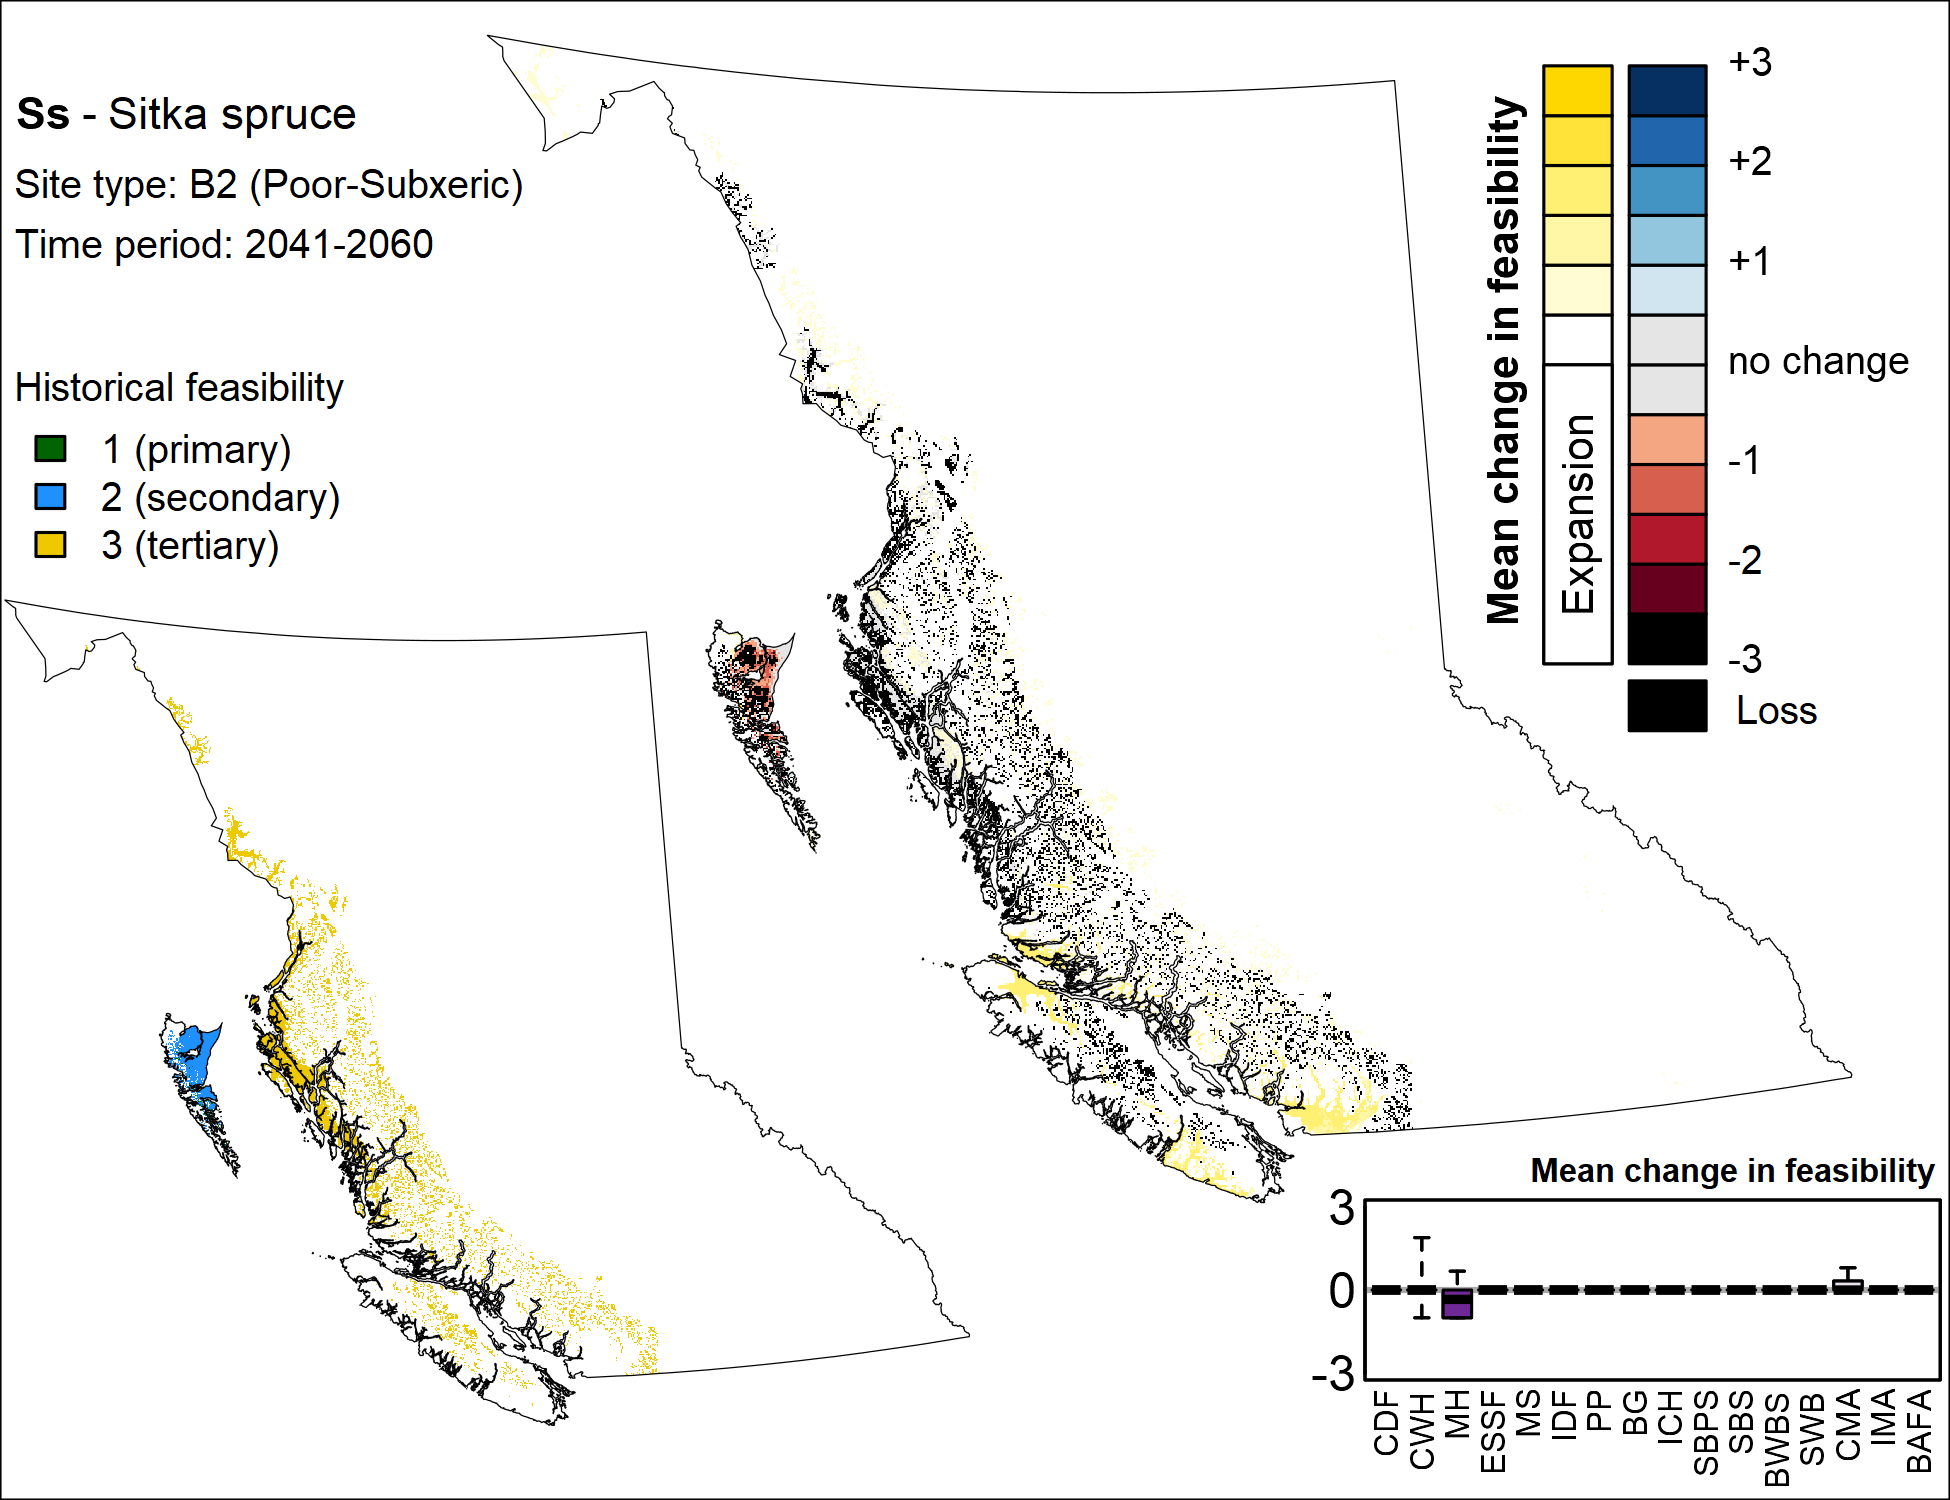 Ss - Sitka spruce
Site type: B2 (Poor-Subxeric)
Time period: 2041-2060
Historical feasibility
1 (primary)
2 (secondary)
3 (tertiary)
Mean change in feasibility
Expansion
+3
+2
+1
no change
-1
-2
-3
Loss
Mean change in feasibility
3
0
-3
CDF
CWH
MH
ESSF
MS
IDF
PP
BG
ICH
SBPS
SBS
BWBS
SWB
CMA
IMA
BAFA